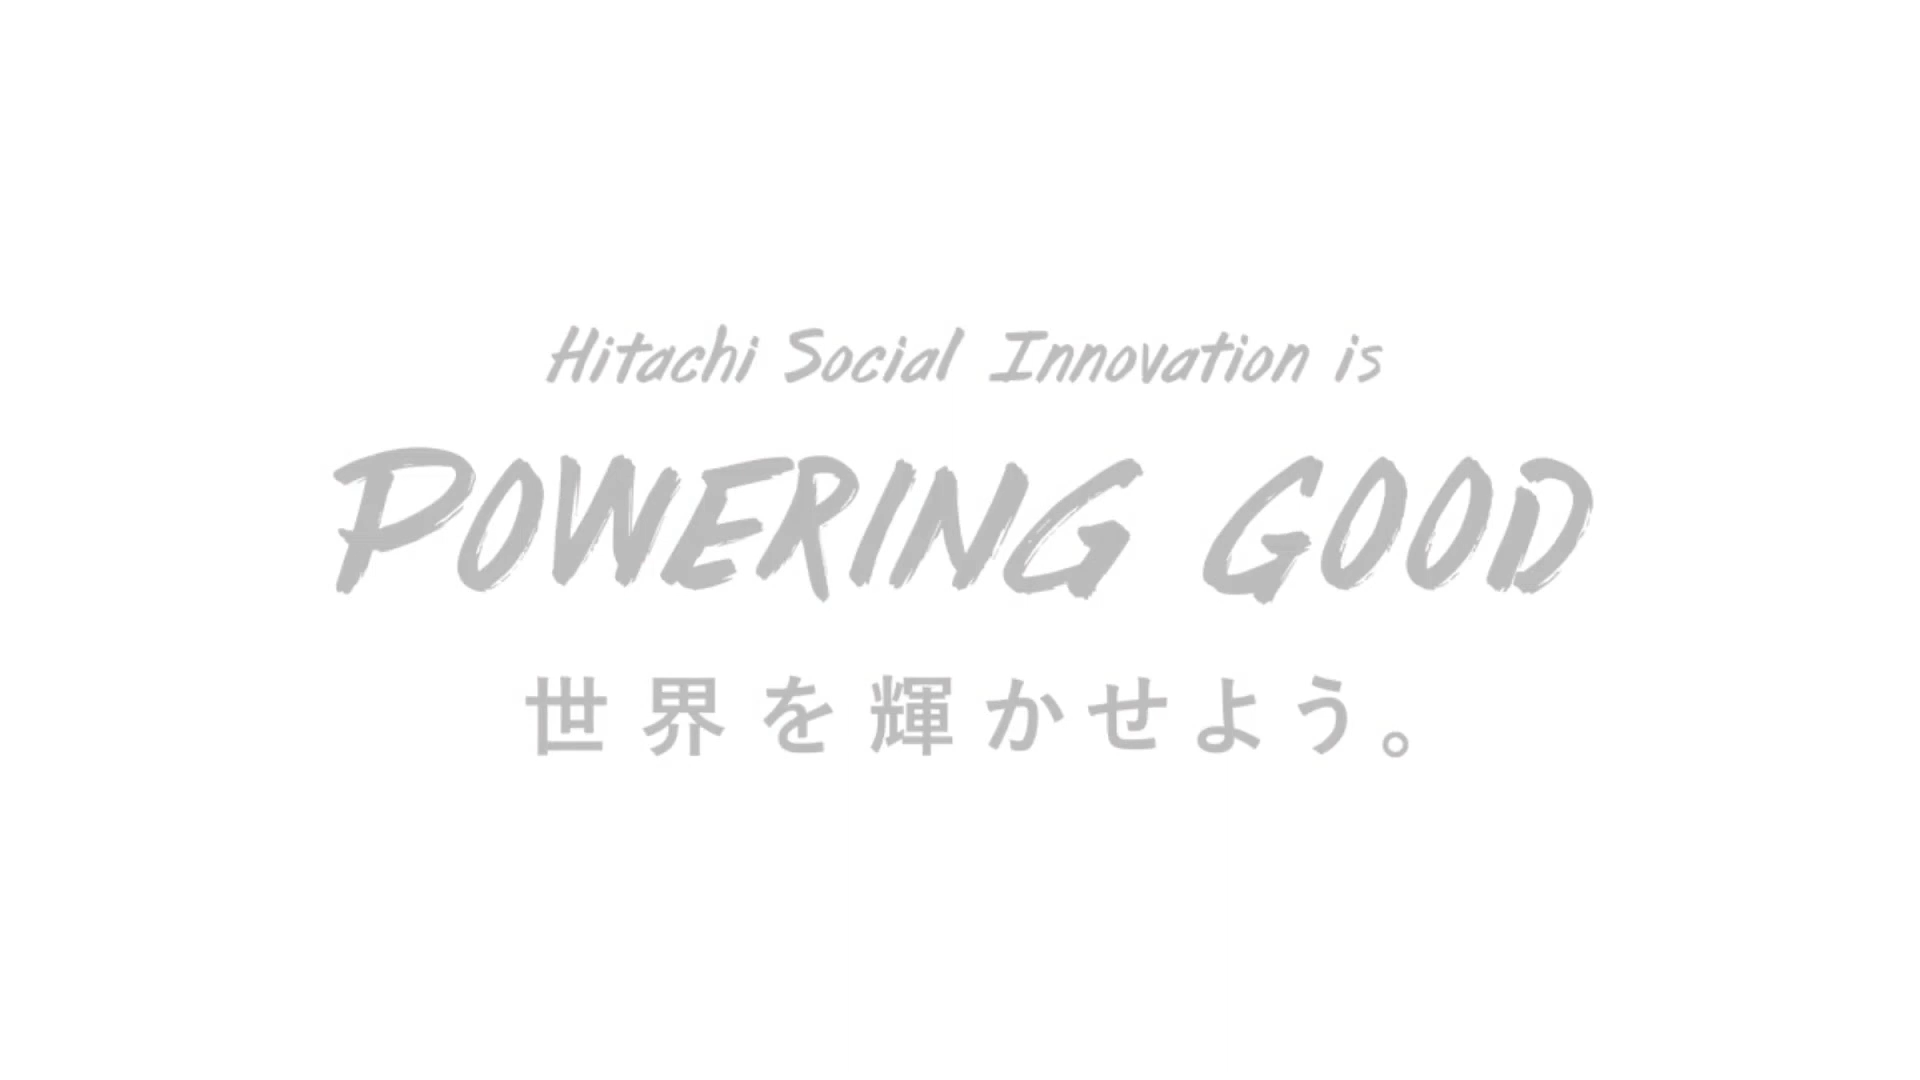 Hitachi Social Innovation is
POWERING GOOD
世界を輝かせよう。